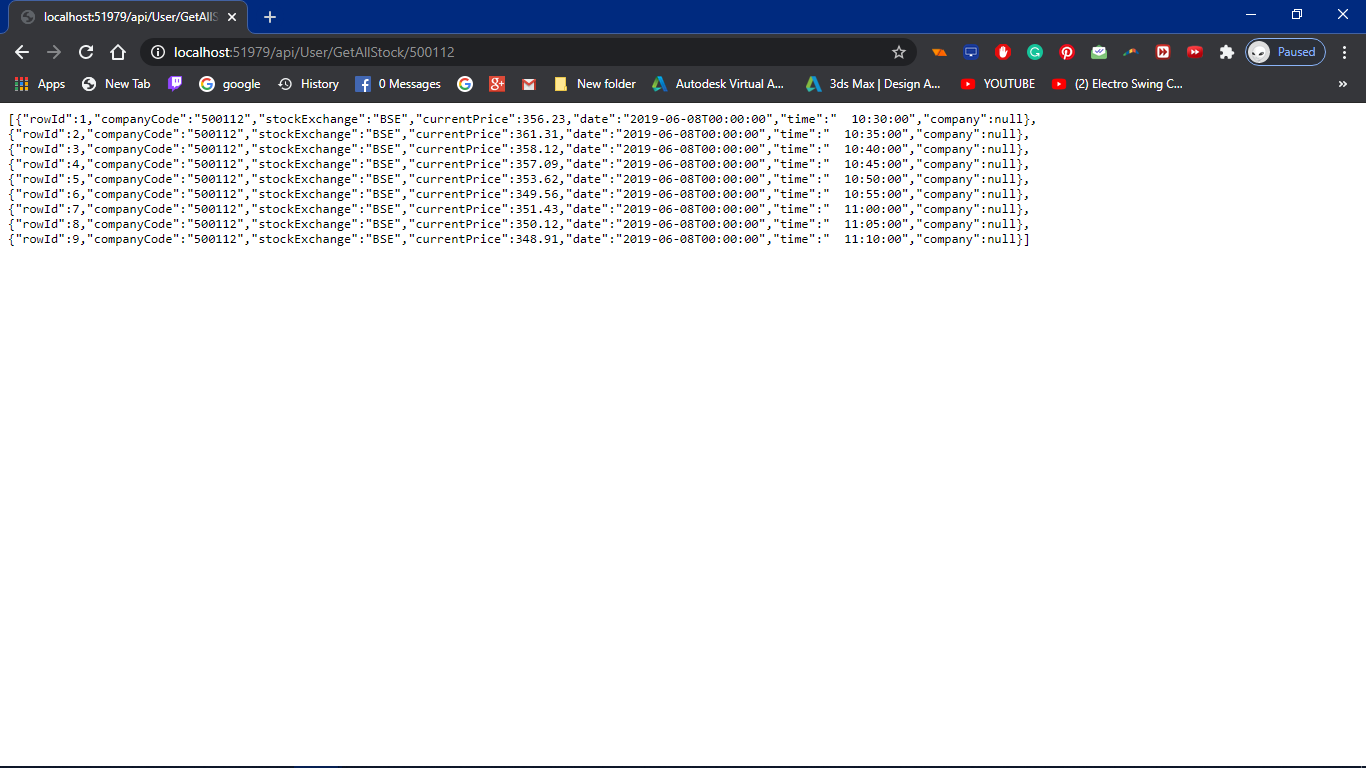 localhost:51979/api/User/GetAllS
localhost:51979/api/User/GetAllStock/500112
Paused
Apps New Tab google History 0 Messages New folder Autodesk Virtual A... 3ds Max | Design A... YOUTUBE (2) Electro Swing C... »
[{"rowId":1,"companyCode":"500112","stockExchange":"BSE","currentPrice":356.23,"date":"2019-06-08T00:00:00","time":"  10:30:00","company":null},
{"rowId":2,"companyCode":"500112","stockExchange":"BSE","currentPrice":361.31,"date":"2019-06-08T00:00:00","time":"  10:35:00","company":null},
{"rowId":3,"companyCode":"500112","stockExchange":"BSE","currentPrice":358.12,"date":"2019-06-08T00:00:00","time":"  10:40:00","company":null},
{"rowId":4,"companyCode":"500112","stockExchange":"BSE","currentPrice":357.09,"date":"2019-06-08T00:00:00","time":"  10:45:00","company":null},
{"rowId":5,"companyCode":"500112","stockExchange":"BSE","currentPrice":353.62,"date":"2019-06-08T00:00:00","time":"  10:50:00","company":null},
{"rowId":6,"companyCode":"500112","stockExchange":"BSE","currentPrice":349.56,"date":"2019-06-08T00:00:00","time":"  10:55:00","company":null},
{"rowId":7,"companyCode":"500112","stockExchange":"BSE","currentPrice":351.43,"date":"2019-06-08T00:00:00","time":"  11:00:00","company":null},
{"rowId":8,"companyCode":"500112","stockExchange":"BSE","currentPrice":350.12,"date":"2019-06-08T00:00:00","time":"  11:05:00","company":null},
{"rowId":9,"companyCode":"500112","stockExchange":"BSE","currentPrice":348.91,"date":"2019-06-08T00:00:00","time":"  11:10:00","company":null}]